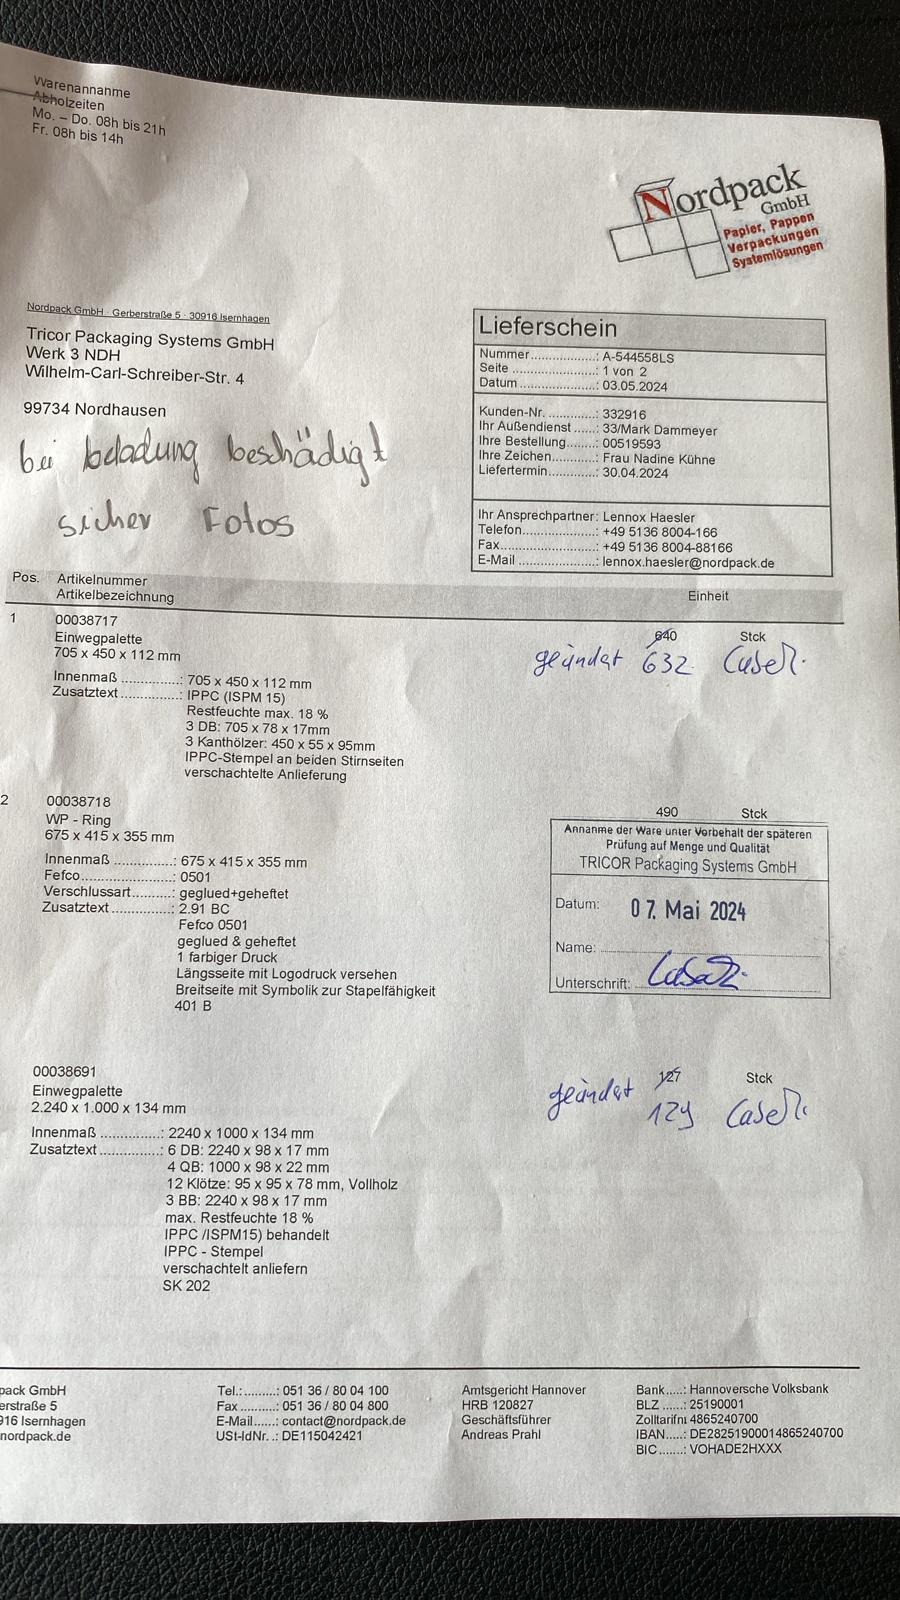 Warenannahme
Abholzeiten
Mo. – Do. 08h bis 21h
Fr. 08h bis 14h
Nordpack
GmbH
Papier, Pappen
Verpackungen
Systemlösungen
Nordpack GmbH · Gerberstraße 5 · 30916 Isernhagen
Tricor Packaging Systems GmbH
Werk 3 NDH
Wilhelm-Carl-Schreiber-Str. 4
99734 Nordhausen
bei beladung beschädigt
sicher Fotos
Lieferschein
Nummer..................: A-544558LS
Seite .....................: 1 von 2
Datum ...................: 03.05.2024
Kunden-Nr. .............: 332916
Ihr Außendienst ......: 33/Mark Dammeyer
Ihre Bestellung........: 00519593
Ihre Zeichen............: Frau Nadine Kühne
Liefertermin.............: 30.04.2024
Ihr Ansprechpartner: Lennox Haesler
Telefon...................: +49 5136 8004-166
Fax.........................: +49 5136 8004-88166
E-Mail ....................: lennox.haesler@nordpack.de
Pos. Artikelnummer
Artikelbezeichnung Einheit
1 00038717
Einwegpalette 640 Stck
705 x 450 x 112 mm
geändert 632
Innenmaß ...............: 705 x 450 x 112 mm
Zusatztext ...............: IPPC (ISPM 15)
Restfeuchte max. 18 %
3 DB: 705 x 78 x 17mm
3 Kanthölzer: 450 x 55 x 95mm
IPPC-Stempel an beiden Stirnseiten
verschachtelte Anlieferung
2 00038718 490 Stck
WP - Ring
675 x 415 x 355 mm
Innenmaß ...............: 675 x 415 x 355 mm
Fefco......................: 0501
Verschlussart..........: geglued+geheftet
Zusatztext ...............: 2.91 BC
Fefco 0501
geglued & geheftet
1 farbiger Druck
Längsseite mit Logodruck versehen
Breitseite mit Symbolik zur Stapelfähigkeit
401 B
Annahme der Ware unter Vorbehalt der späteren
Prüfung auf Menge und Qualität
TRICOR Packaging Systems GmbH
Datum: 07. Mai 2024
Name:
Unterschrift:
00038691 127 Stck
Einwegpalette
2.240 x 1.000 x 134 mm
geändert 129
Innenmaß ...............: 2240 x 1000 x 134 mm
Zusatztext ...............: 6 DB: 2240 x 98 x 17 mm
4 QB: 1000 x 98 x 22 mm
12 Klötze: 95 x 95 x 78 mm, Vollholz
3 BB: 2240 x 98 x 17 mm
max. Restfeuchte 18 %
IPPC /ISPM15) behandelt
IPPC - Stempel
verschachtelt anliefern
SK 202
pack GmbH
erstraße 5
916 Isernhagen
nordpack.de
Tel.:.........: 051 36 / 80 04 100
Fax ..........: 051 36 / 80 04 800
E-Mail......: contact@nordpack.de
USt-IdNr. .: DE115042421
Amtsgericht Hannover
HRB 120827
Geschäftsführer
Andreas Prahl
Bank.....: Hannoversche Volksbank
BLZ ......: 25190001
Zolltarifnr 4865240700
IBAN.....: DE28251900014865240700
BIC .......: VOHADE2HXXX